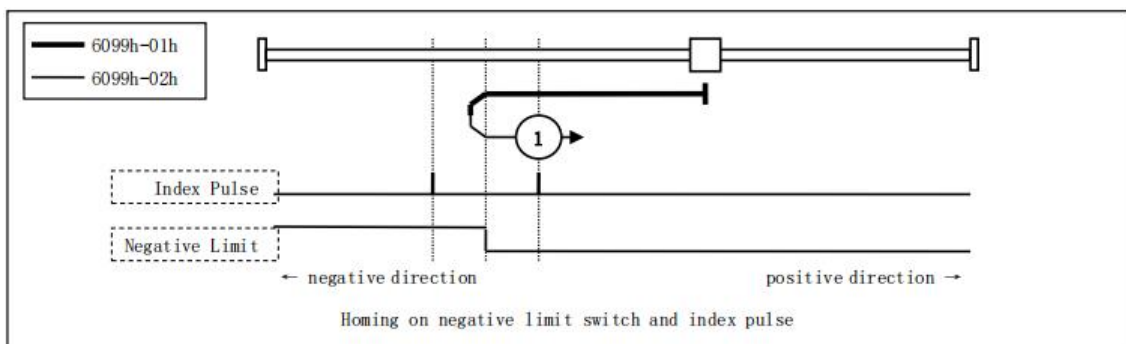 6099h-01h
6099h-02h
1
Index Pulse
Negative Limit
← negative direction
positive direction →
Homing on negative limit switch and index pulse